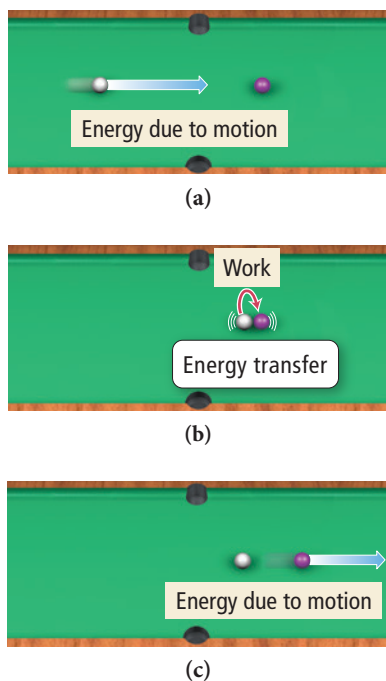 Energy due to motion
(a)
Work
Energy transfer
(b)
Energy due to motion
(c)